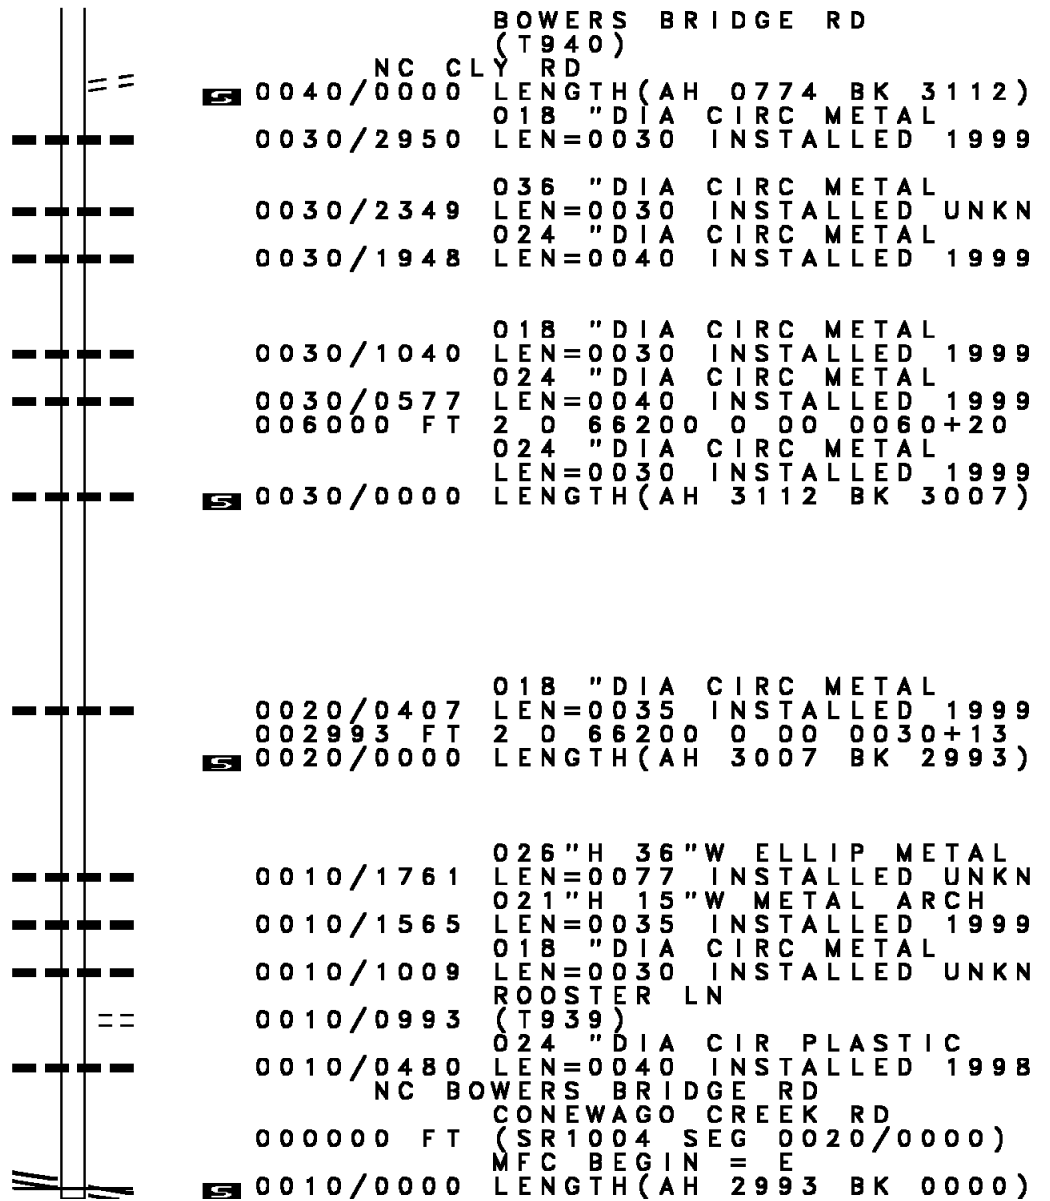 BOWERS BRIDGE RD
(T940)
NC CLY RD
S 0040/0000 LENGTH(AH 0774 BK 3112)
018 "DIA CIRC METAL
0030/2950 LEN=0030 INSTALLED 1999
036 "DIA CIRC METAL
0030/2349 LEN=0030 INSTALLED UNKN
024 "DIA CIRC METAL
0030/1948 LEN=0040 INSTALLED 1999
018 "DIA CIRC METAL
0030/1040 LEN=0030 INSTALLED 1999
024 "DIA CIRC METAL
0030/0577 LEN=0040 INSTALLED 1999
006000 FT 2 0 66200 0 00 0060+20
024 "DIA CIRC METAL
LEN=0030 INSTALLED 1999
S 0030/0000 LENGTH(AH 3112 BK 3007)
018 "DIA CIRC METAL
0020/0407 LEN=0035 INSTALLED 1999
002993 FT 2 0 66200 0 00 0030+13
S 0020/0000 LENGTH(AH 3007 BK 2993)
026"H 36"W ELLIP METAL
0010/1761 LEN=0077 INSTALLED UNKN
021"H 15"W METAL ARCH
0010/1565 LEN=0035 INSTALLED 1999
018 "DIA CIRC METAL
0010/1009 LEN=0030 INSTALLED UNKN
ROOSTER LN
0010/0993 (T939)
024 "DIA CIR PLASTIC
0010/0480 LEN=0040 INSTALLED 1998
NC BOWERS BRIDGE RD
CONEWAGO CREEK RD
000000 FT (SR1004 SEG 0020/0000)
MFC BEGIN = E
S 0010/0000 LENGTH(AH 2993 BK 0000)